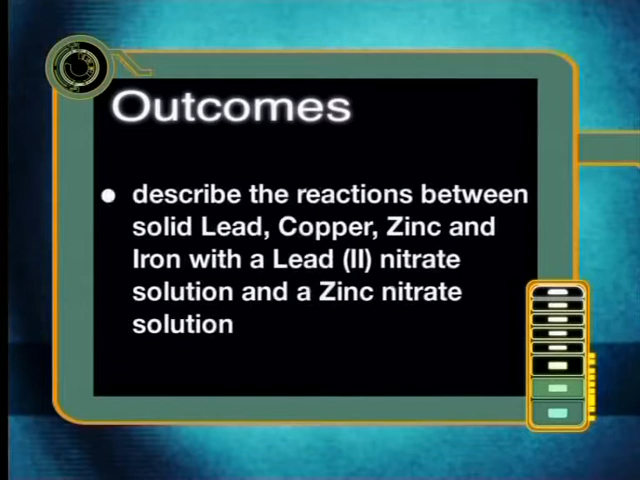 Outcomes
describe the reactions between
solid Lead, Copper, Zinc and
Iron with a Lead (II) nitrate
solution and a Zinc nitrate
solution